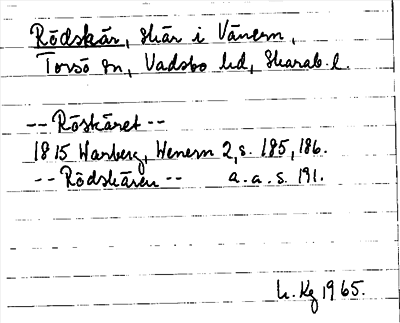 Rödskär, skär i Vänern,
Torsö sn, Vadsbo hd, Skarab. l.
-- Röskäret --
1815 Warberg, Wenern 2, s. 185, 186.
-- Rödskären -- a. a. s. 191.
L. Kg 1965.